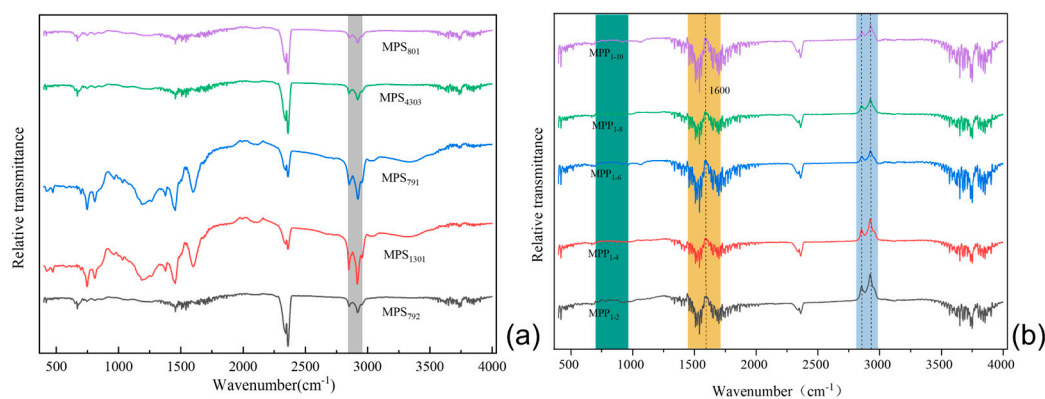 (a)
MPS801
MPS4303
MPS791
MPS1301
MPS792
Relative transmittance
500 1000 1500 2000 2500 3000 3500 4000
Wavenumber(cm-1)
(b)
MPP1-10
1600
MPP1-8
MPP1-6
MPP1-4
MPP1-2
Relative transmittance
500 1000 1500 2000 2500 3000 3500 4000
Wavenumber（cm-1）